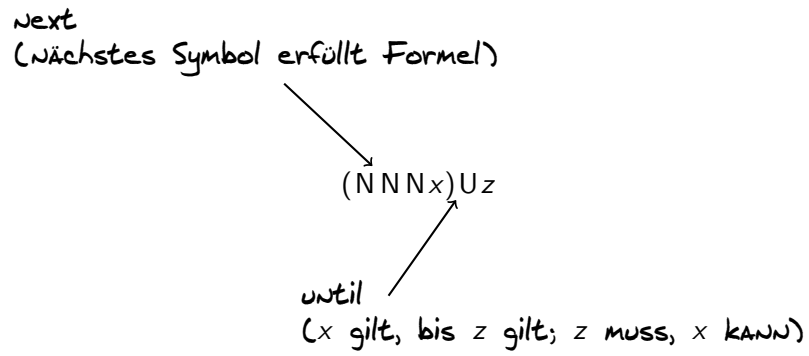 Next
(Nächstes Symbol erfüllt Formel)
(N N N x) U z
until
(x gilt, bis z gilt; z muss, x kann)